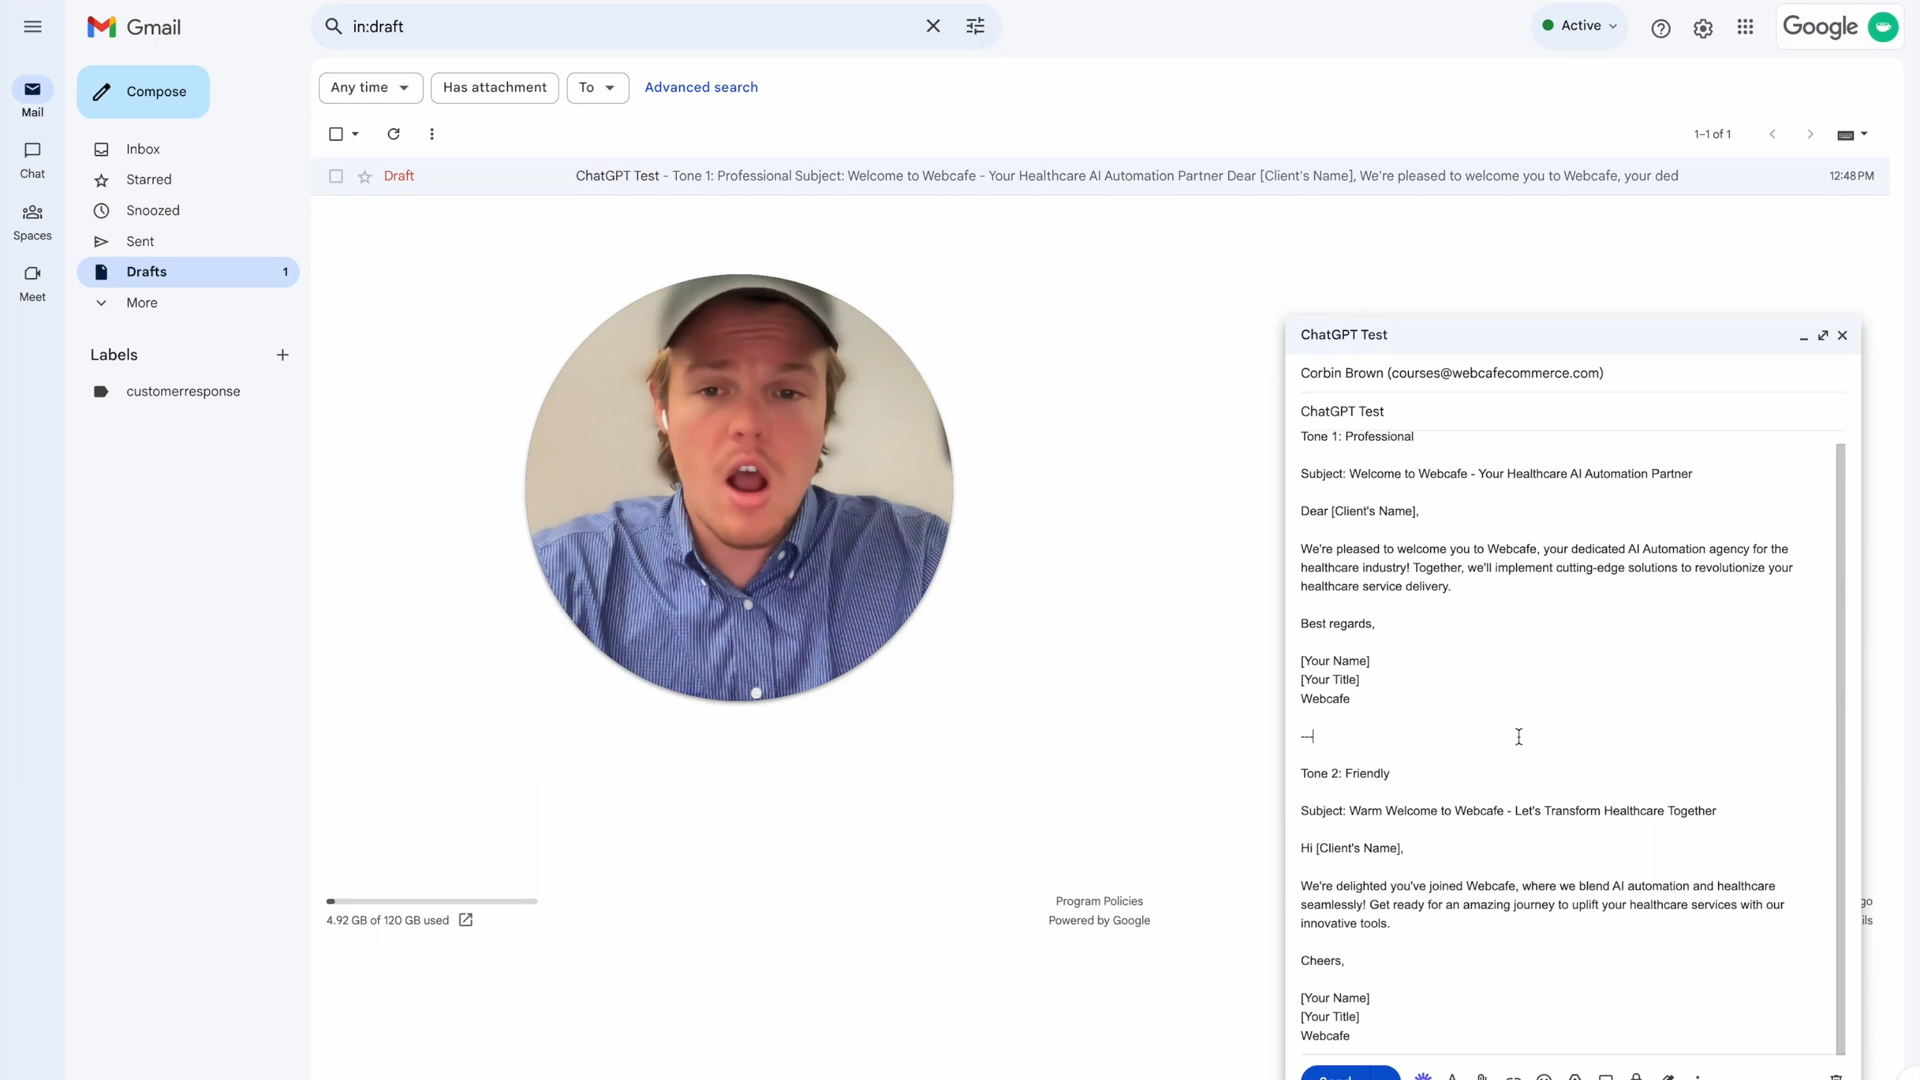 Gmail
in:draft
Active
Google
Any time
Has attachment
To
Advanced search
Mail
Compose
1–1 of 1
Inbox
Chat
Starred
Draft
ChatGPT Test - Tone 1: Professional Subject: Welcome to Webcafe - Your Healthcare AI Automation Partner Dear [Client's Name], We're pleased to welcome you to Webcafe, your ded
12:48 PM
Snoozed
Spaces
Sent
Drafts 1
Meet
More
Labels
customerresponse
ChatGPT Test
Corbin Brown (courses@webcafecommerce.com)
ChatGPT Test
Tone 1: Professional
Subject: Welcome to Webcafe - Your Healthcare AI Automation Partner
Dear [Client's Name],
We're pleased to welcome you to Webcafe, your dedicated AI Automation agency for the
healthcare industry! Together, we'll implement cutting-edge solutions to revolutionize your
healthcare service delivery.
Best regards,
[Your Name]
[Your Title]
Webcafe
---
Tone 2: Friendly
Subject: Warm Welcome to Webcafe - Let's Transform Healthcare Together
Hi [Client's Name],
We're delighted you've joined Webcafe, where we blend AI automation and healthcare
seamlessly! Get ready for an amazing journey to uplift your healthcare services with our
innovative tools.
Cheers,
[Your Name]
[Your Title]
Webcafe
4.92 GB of 120 GB used
Program Policies
Powered by Google
go
ils